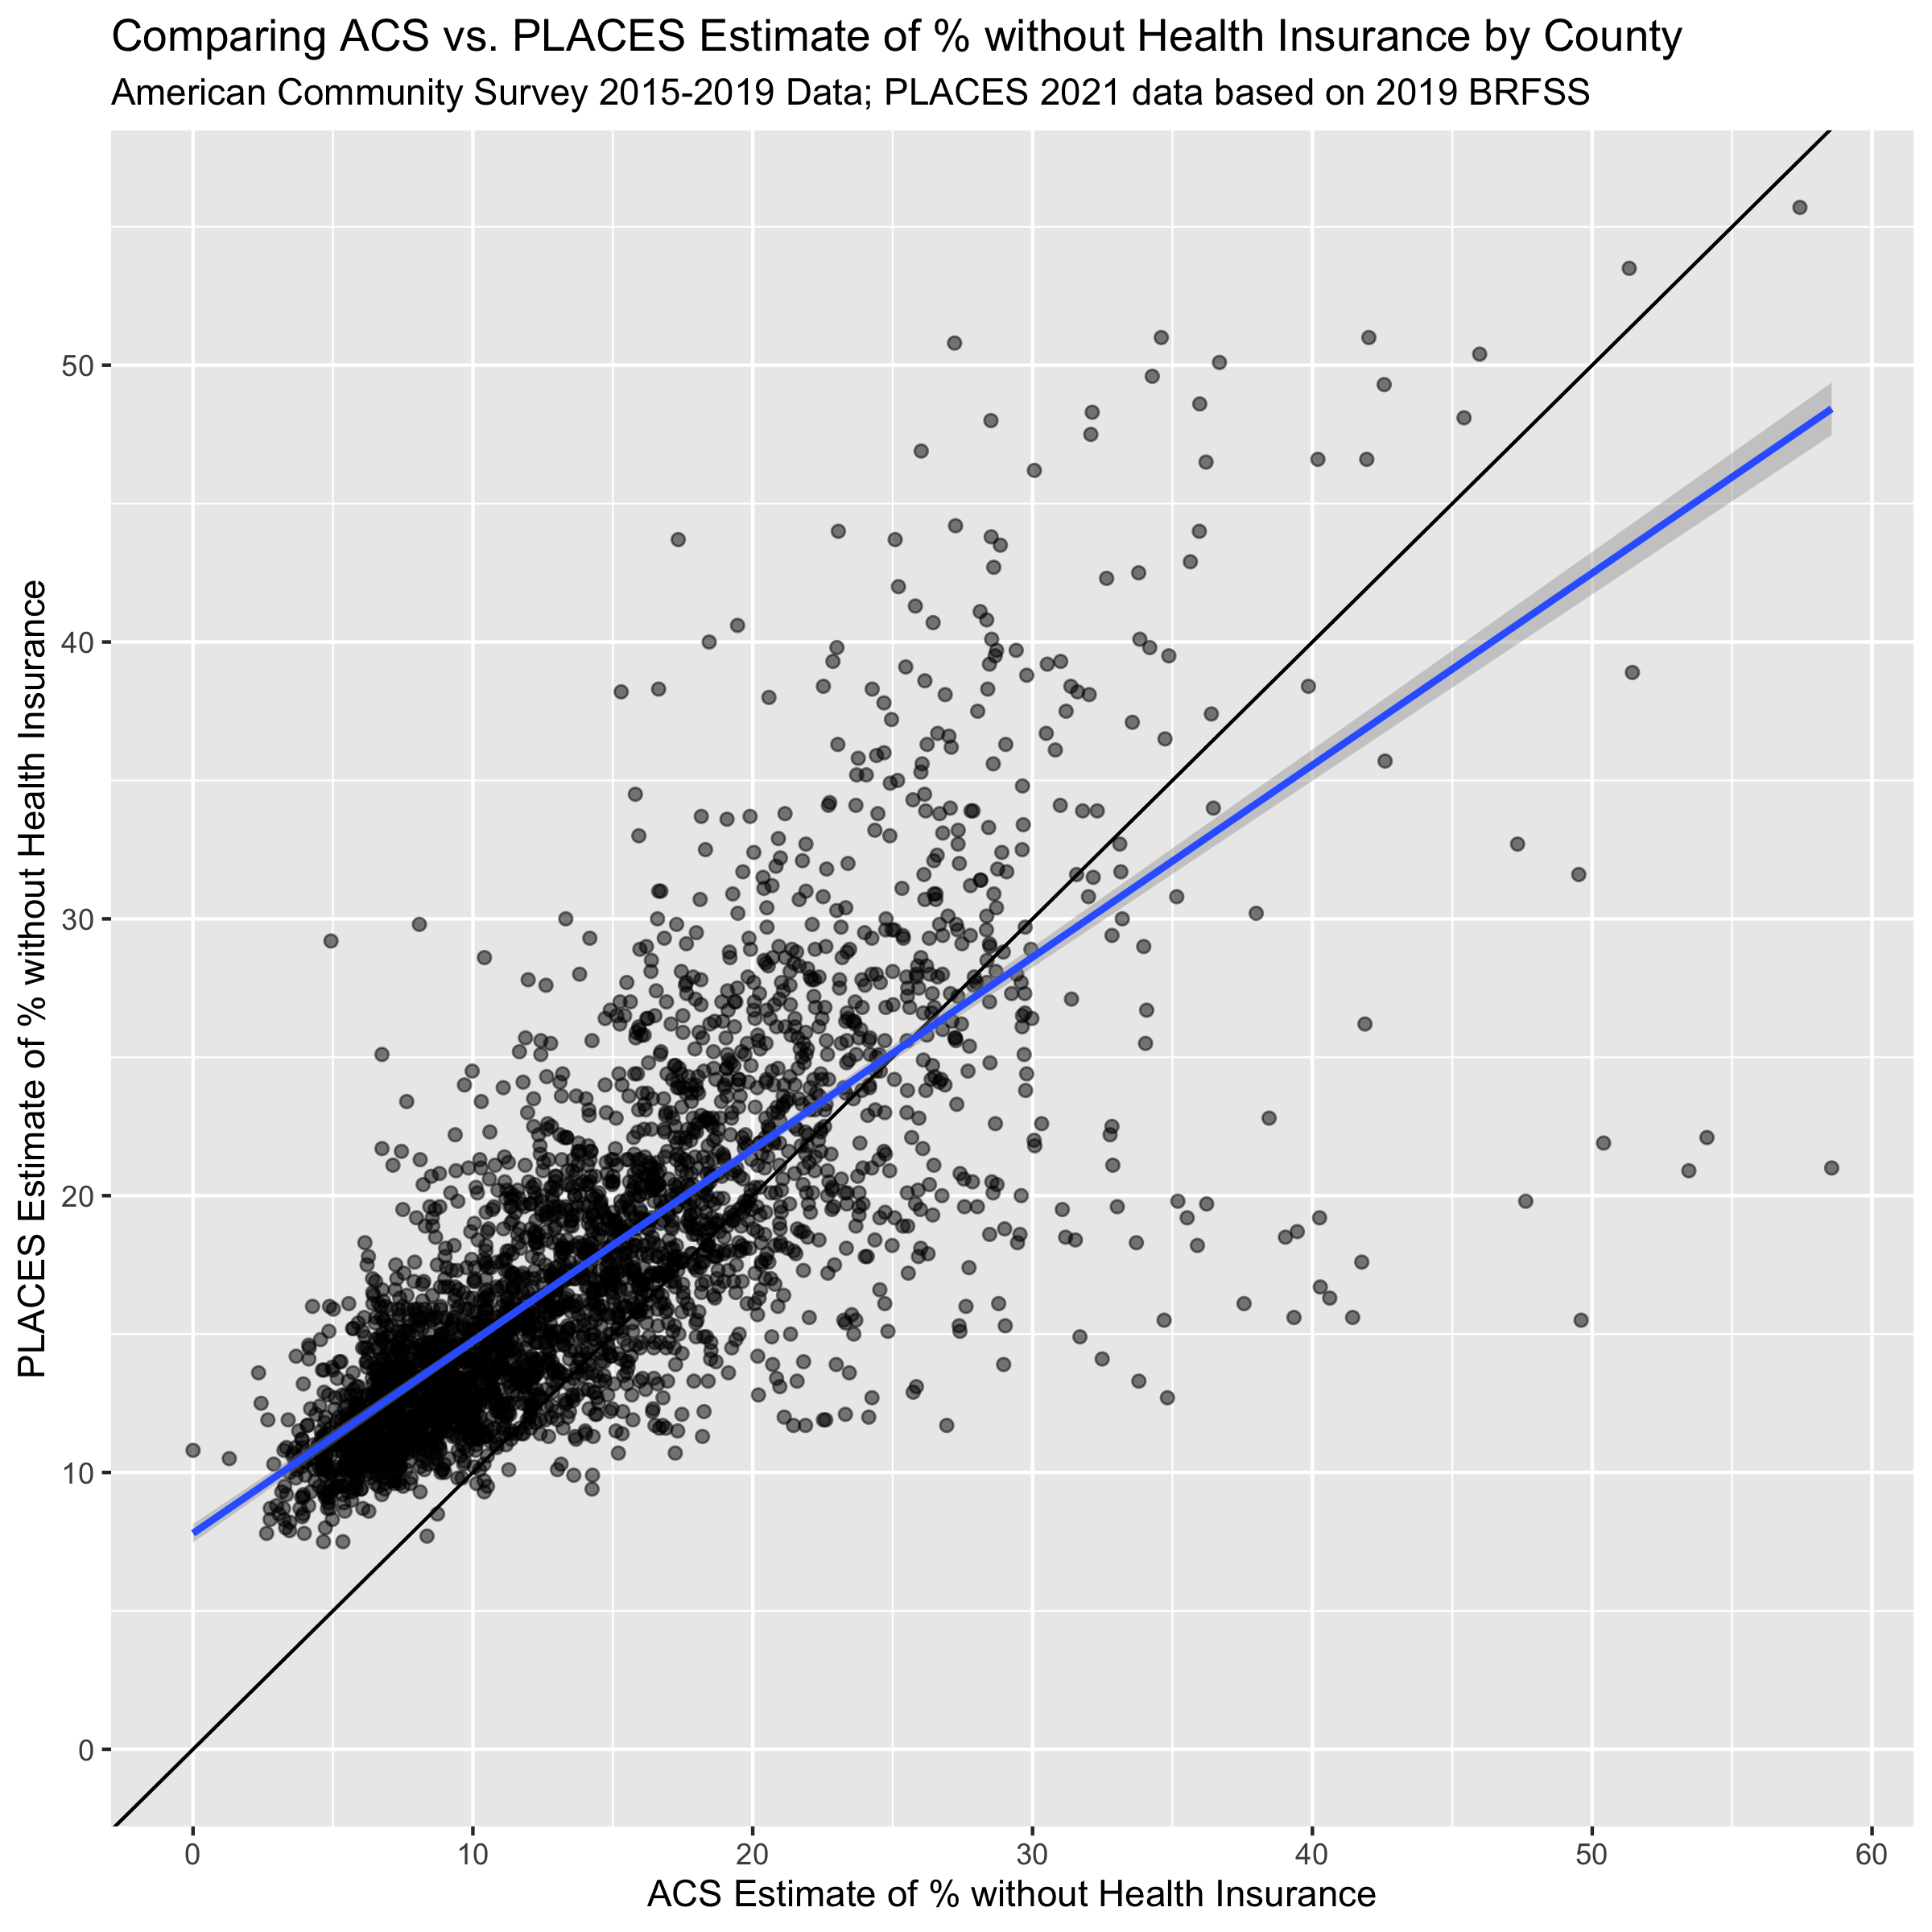 Comparing ACS vs. PLACES Estimate of % without Health Insurance by County
American Community Survey 2015-2019 Data; PLACES 2021 data based on 2019 BRFSS
PLACES Estimate of % without Health Insurance
50
40
30
20
10
0
0 10 20 30 40 50 60
ACS Estimate of % without Health Insurance